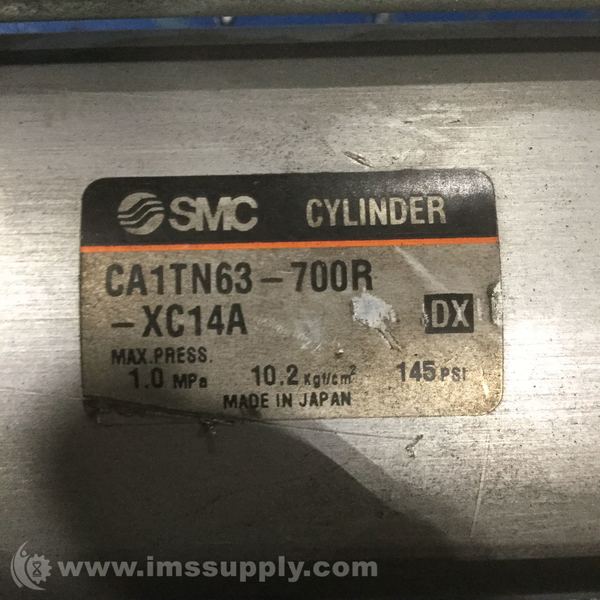 SMC CYLINDER
CA1TN63-700R
-XC14A DX
MAX.PRESS.
1.0 MPa 10.2 Kgf/cm² 145 PSI
MADE IN JAPAN
www.imssupply.com